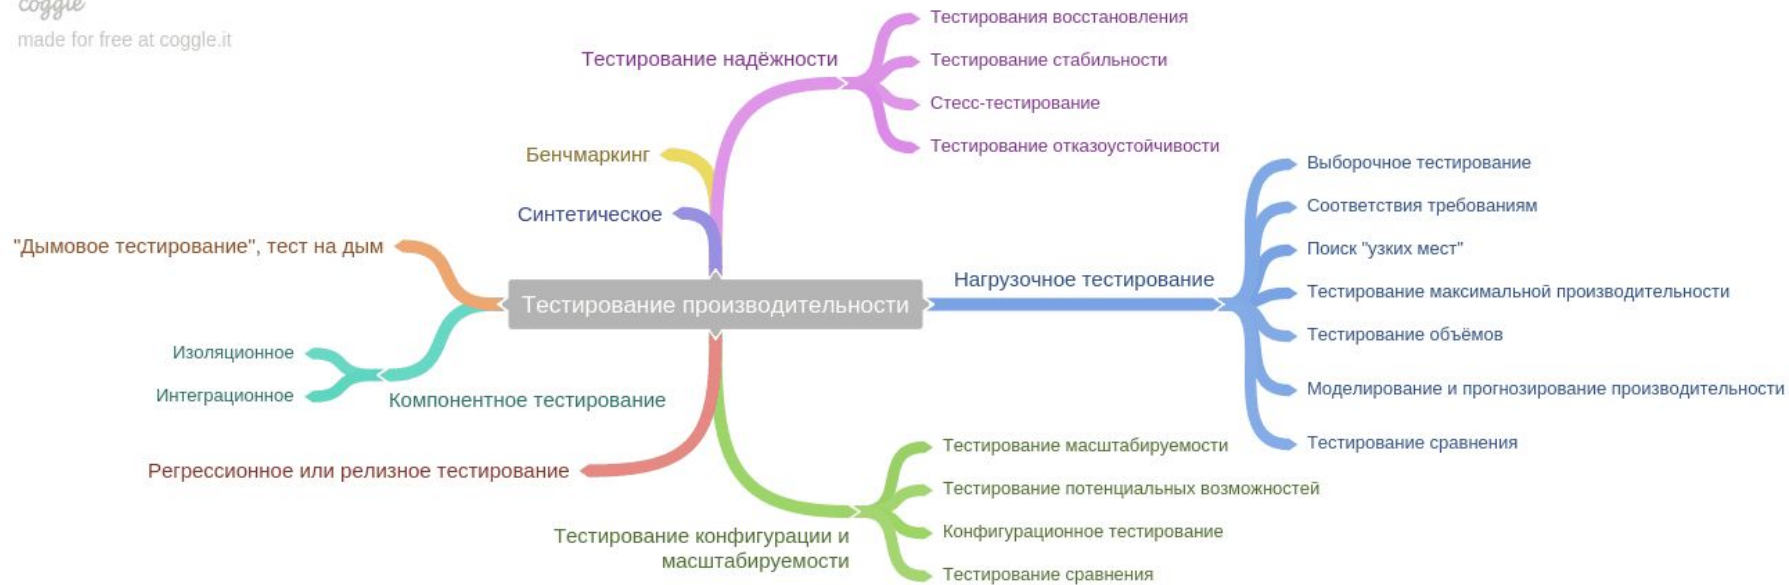 coggle
made for free at coggle.it
Тестирования восстановления
Тестирование надёжности
Тестирование стабильности
Стесс-тестирование
Тестирование отказоустойчивости
Бенчмаркинг
Синтетическое
"Дымовое тестирование", тест на дым
Тестирование производительности
Нагрузочное тестирование
Выборочное тестирование
Соответствия требованиям
Поиск "узких мест"
Тестирование максимальной производительности
Тестирование объёмов
Моделирование и прогнозирование производительности
Тестирование сравнения
Изоляционное
Интеграционное
Компонентное тестирование
Регрессионное или релизное тестирование
Тестирование конфигурации и
масштабируемости
Тестирование масштабируемости
Тестирование потенциальных возможностей
Конфигурационное тестирование
Тестирование сравнения